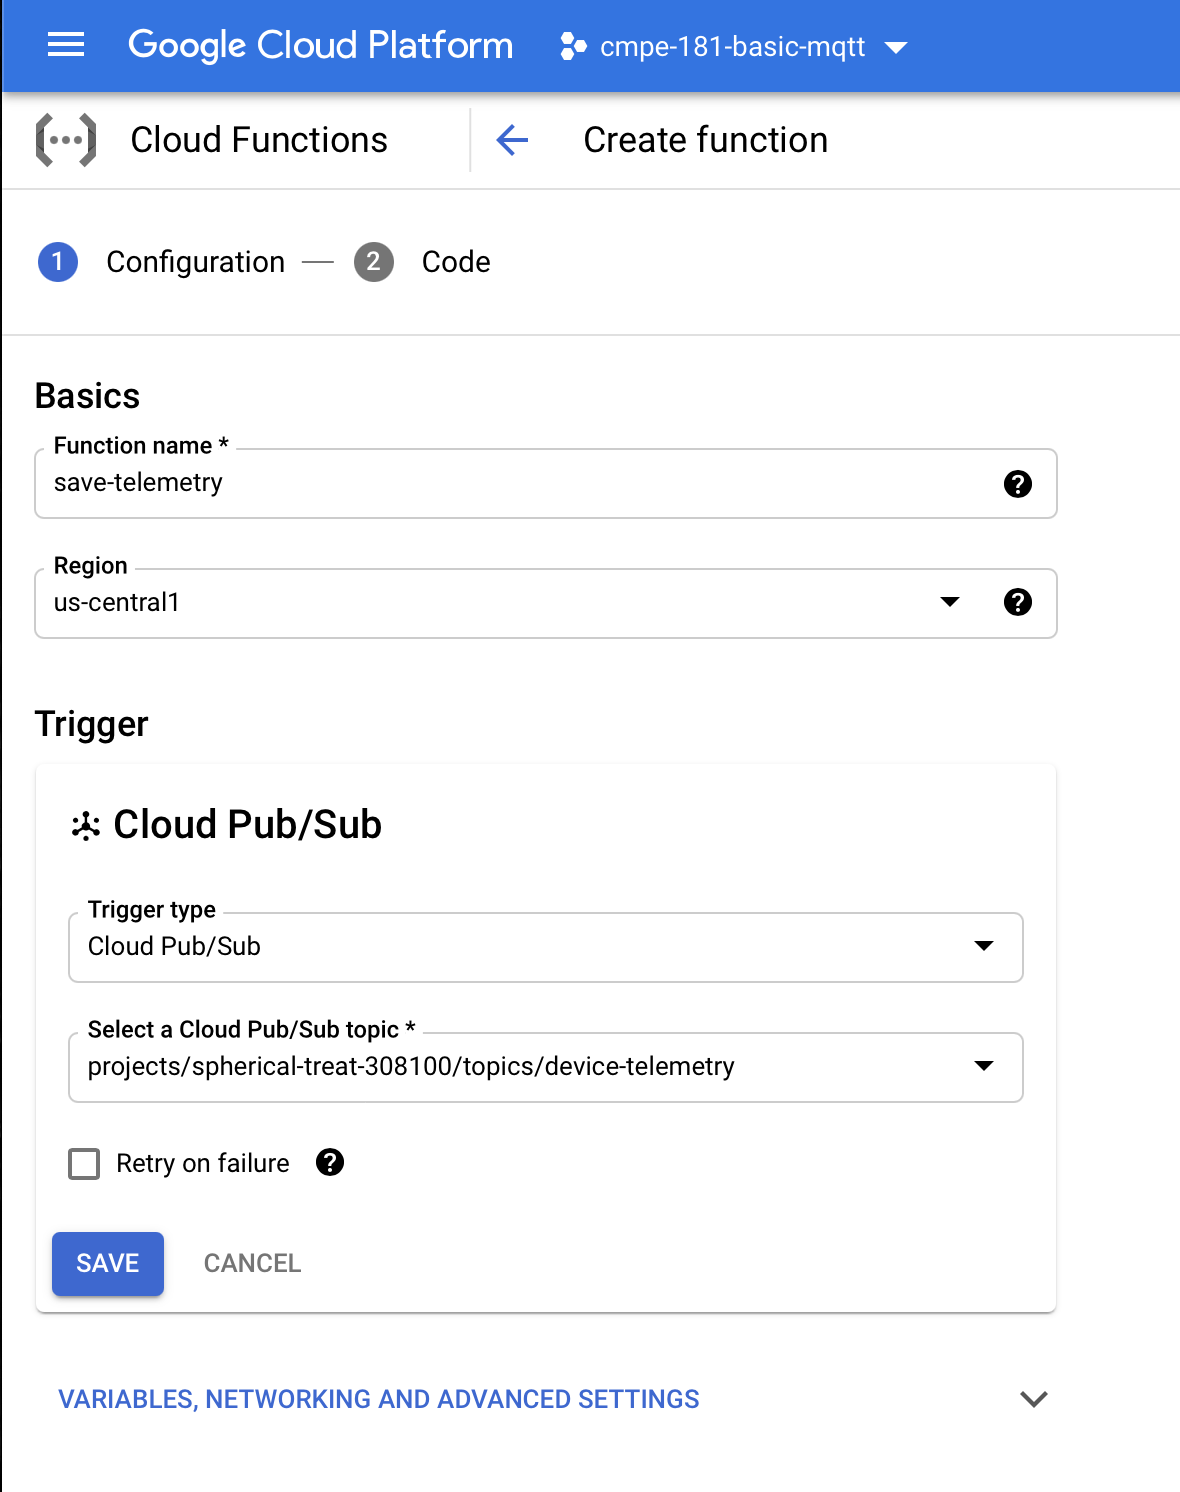 Google Cloud Platform cmpe-181-basic-mqtt
Cloud Functions Create function
1 Configuration — 2 Code
Basics
Function name *
save-telemetry
Region
us-central1
Trigger
Cloud Pub/Sub
Trigger type
Cloud Pub/Sub
Select a Cloud Pub/Sub topic *
projects/spherical-treat-308100/topics/device-telemetry
Retry on failure
SAVE CANCEL
VARIABLES, NETWORKING AND ADVANCED SETTINGS